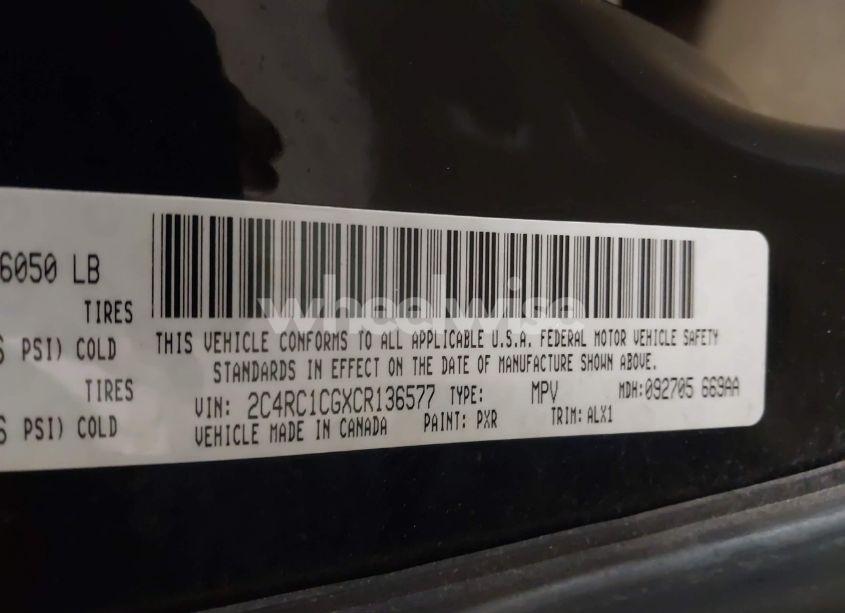 6050 LB
TIRES
PSI) COLD
TIRES
PSI) COLD
THIS VEHICLE CONFORMS TO ALL APPLICABLE U.S.A. FEDERAL MOTOR VEHICLE SAFETY
STANDARDS IN EFFECT ON THE DATE OF MANUFACTURE SHOWN ABOVE.
VIN: 2C4RC1CGXCR136577 TYPE: MPV MDH:092705 669AA
VEHICLE MADE IN CANADA PAINT: PXR TRIM: ALX1
wheelwise